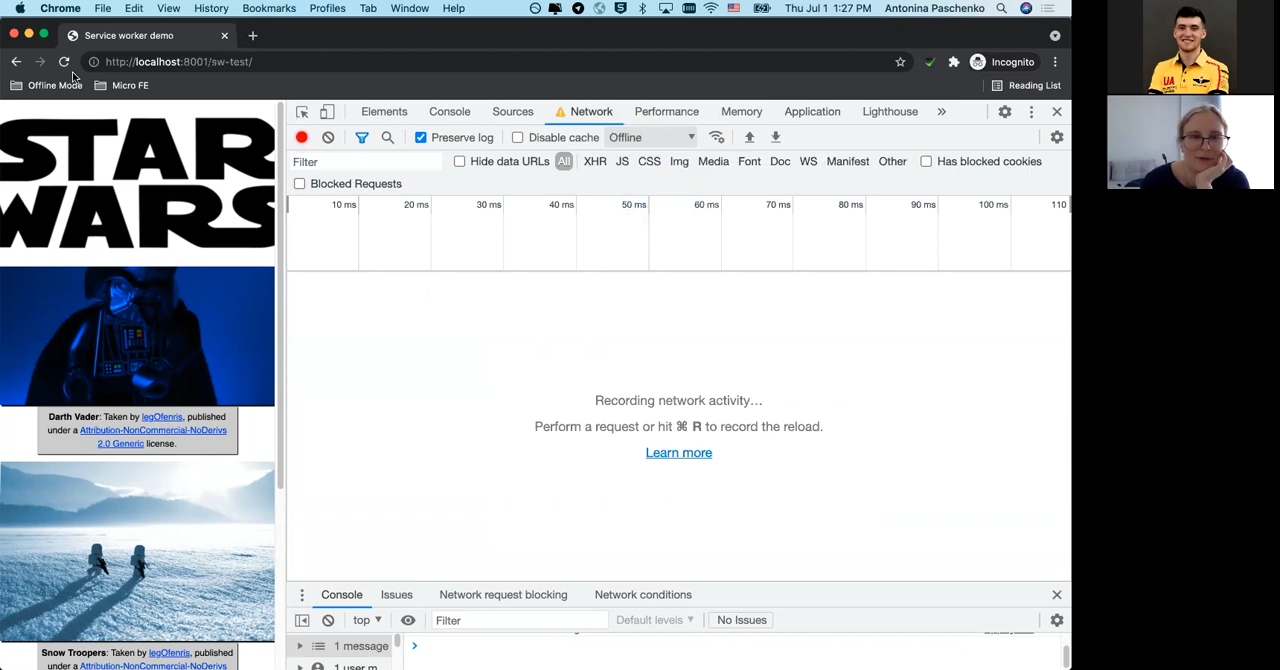 Chrome File Edit View History Bookmarks Profiles Tab Window Help Thu Jul 1 1:27 PM Antonina Paschenko
Service worker demo
http://localhost:8001/sw-test/ Incognito
Offline Mode Micro FE Reading List
STAR
WARS
Darth Vader: Taken by legOfenris, published
under a Attribution-NonCommercial-NoDerivs
2.0 Generic license.
Snow Troopers: Taken by legOfenris, published
under a Attribution-NonCommercial-NoDerivs
Elements Console Sources Network Performance Memory Application Lighthouse
Preserve log Disable cache Offline
Filter Hide data URLs All XHR JS CSS Img Media Font Doc WS Manifest Other Has blocked cookies
Blocked Requests
10 ms 20 ms 30 ms 40 ms 50 ms 60 ms 70 ms 80 ms 90 ms 100 ms 110
Recording network activity…
Perform a request or hit ⌘ R to record the reload.
Learn more
Console Issues Network request blocking Network conditions
top Filter Default levels No Issues
1 message
1 user m
UA